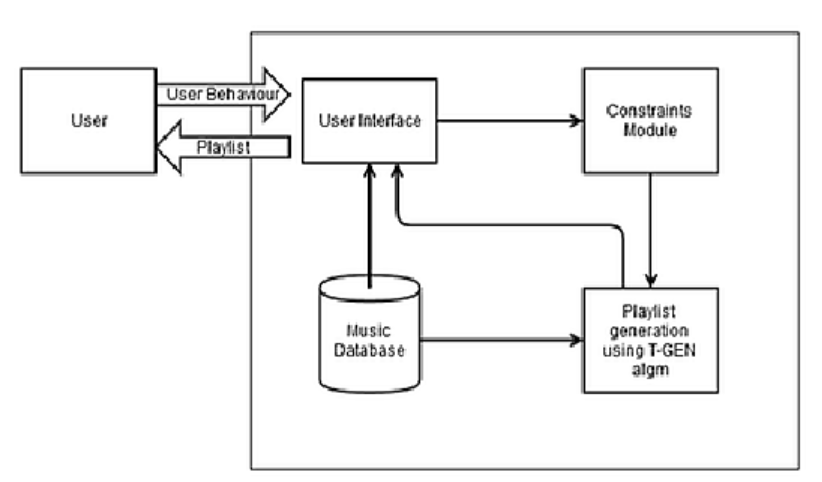 User
User Behaviour
Playlist
User Interface
Constraints
Module
Music
Database
Playlist
generation
using T-GEN
algm